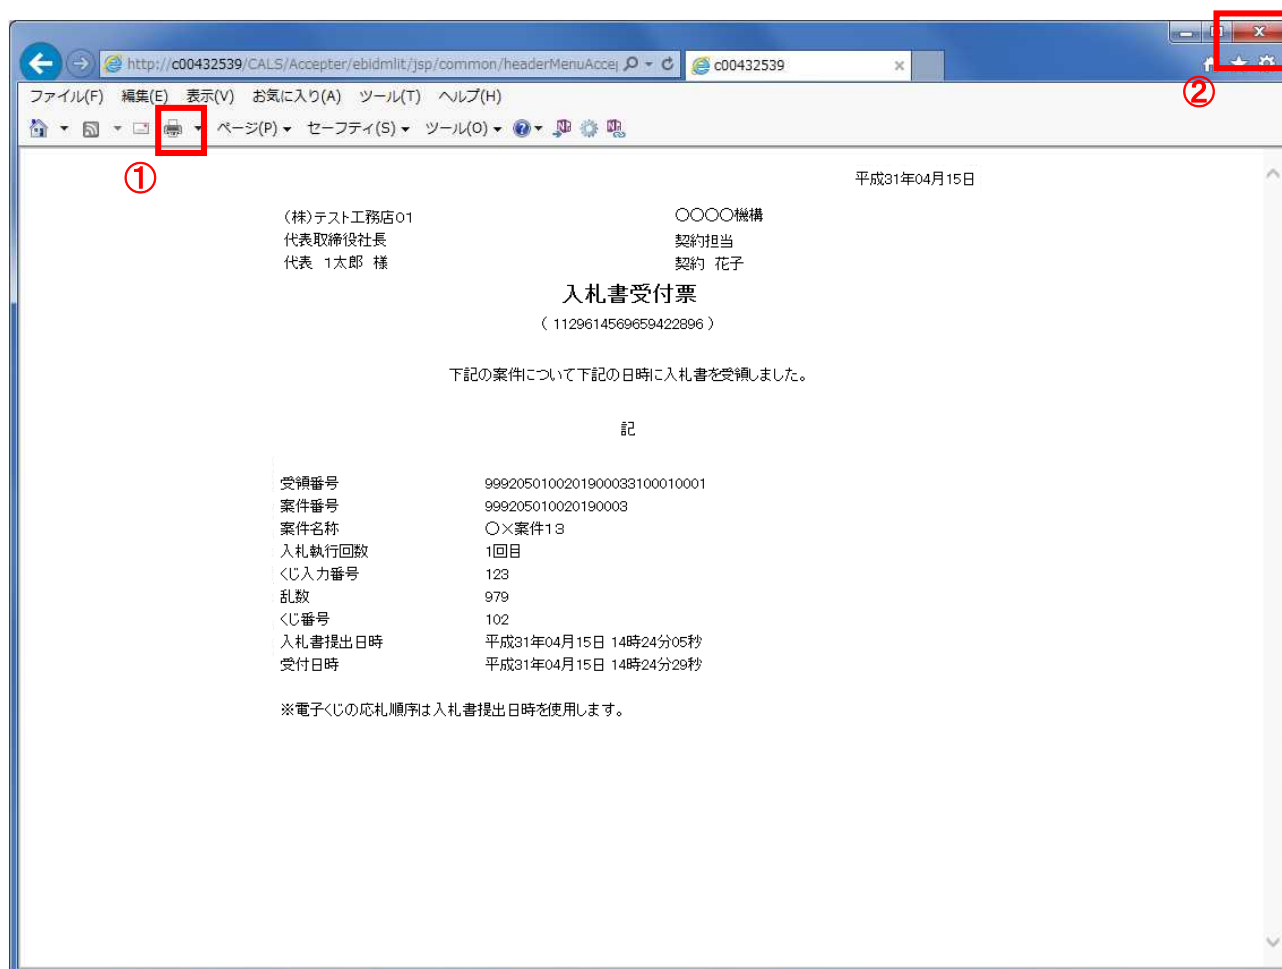 http://c00432539/CALS/Accepter/ebidmlit/jsp/common/headerMenuAcce
c00432539
ファイル(F) 編集(E) 表示(V) お気に入り(A) ツール(T) ヘルプ(H)
②
ページ(P) セーフティ(S) ツール(O)
①
平成31年04月15日
(株)テスト工務店01 〇〇〇〇機構
代表取締役社長 契約担当
代表 1太郎 様 契約 花子
入札書受付票
( 1129614569659422896 )
下記の案件について下記の日時に入札書を受領しました。
記
受領番号 9992050100201900033100010001
案件番号 999205010020190003
案件名称 〇×案件13
入札執行回数 1回目
くじ入力番号 123
乱数 979
くじ番号 102
入札書提出日時 平成31年04月15日 14時24分05秒
受付日時 平成31年04月15日 14時24分29秒
※電子くじの応札順序は入札書提出日時を使用します。